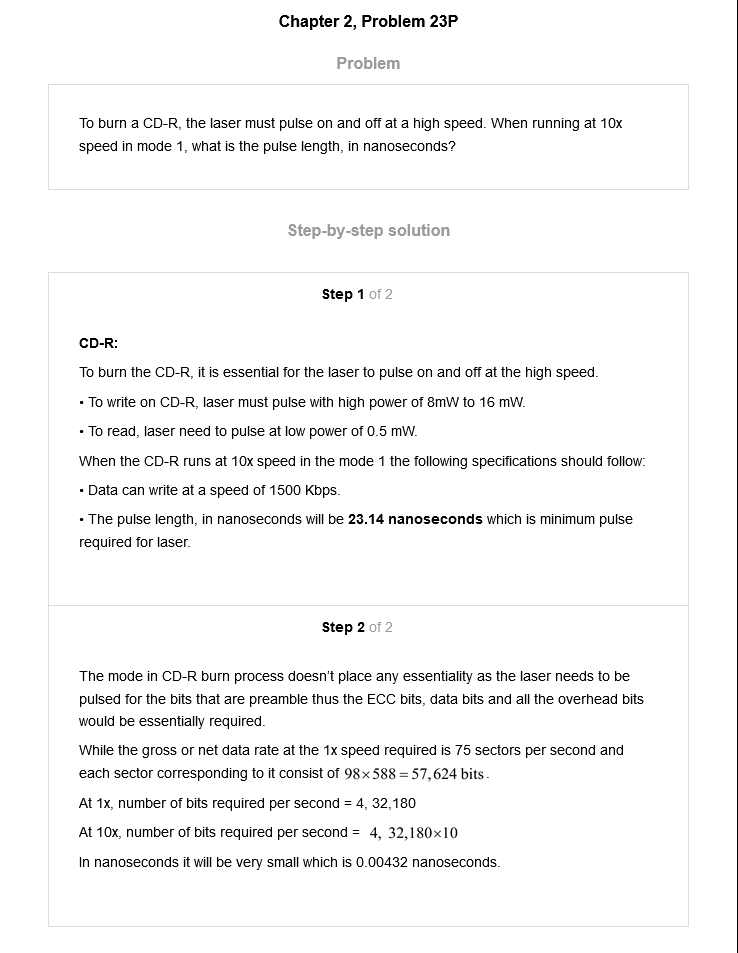 Chapter 2, Problem 23P
Problem
To burn a CD-R, the laser must pulse on and off at a high speed. When running at 10x
speed in mode 1, what is the pulse length, in nanoseconds?
Step-by-step solution
Step 1 of 2
CD-R:
To burn the CD-R, it is essential for the laser to pulse on and off at the high speed.
• To write on CD-R, laser must pulse with high power of 8mW to 16 mW.
• To read, laser need to pulse at low power of 0.5 mW.
When the CD-R runs at 10x speed in the mode 1 the following specifications should follow:
• Data can write at a speed of 1500 Kbps.
• The pulse length, in nanoseconds will be 23.14 nanoseconds which is minimum pulse
required for laser.
Step 2 of 2
The mode in CD-R burn process doesn't place any essentiality as the laser needs to be
pulsed for the bits that are preamble thus the ECC bits, data bits and all the overhead bits
would be essentially required.
While the gross or net data rate at the 1x speed required is 75 sectors per second and
each sector corresponding to it consist of 98×588=57,624 bits.
At 1x, number of bits required per second = 4, 32,180
At 10x, number of bits required per second = 4, 32,180×10
In nanoseconds it will be very small which is 0.00432 nanoseconds.